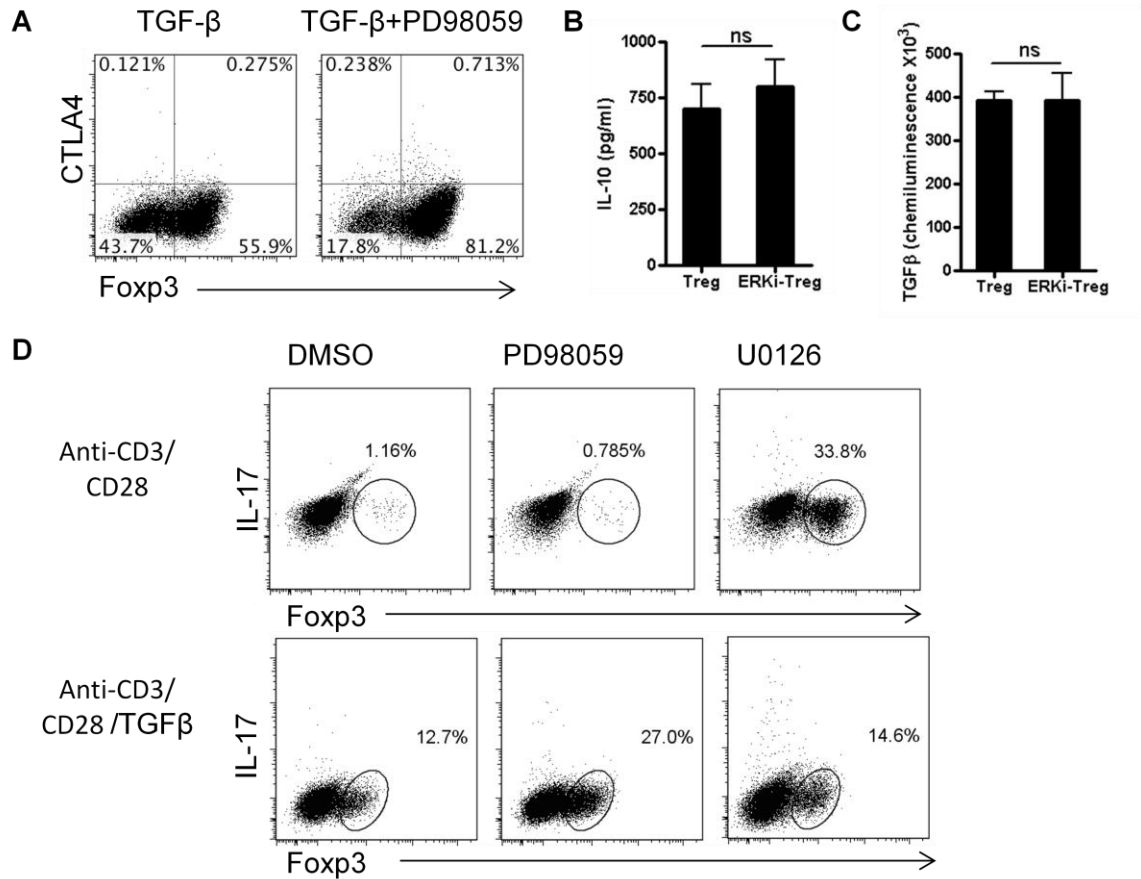 A
TGF-β
TGF-β+PD98059
0.121%
0.275%
0.238%
0.713%
CTLA4
43.7%
55.9%
17.8%
81.2%
Foxp3
B
ns
1000
750
500
250
0
IL-10 (pg/ml)
Treg
ERKi-Treg
C
ns
500
400
300
200
100
0
TGFβ (chemiluminescence X10³)
Treg
ERKi-Treg
D
DMSO
PD98059
U0126
Anti-CD3/
CD28
IL-17
1.16%
0.785%
33.8%
Foxp3
Anti-CD3/
CD28 /TGFβ
IL-17
12.7%
27.0%
14.6%
Foxp3